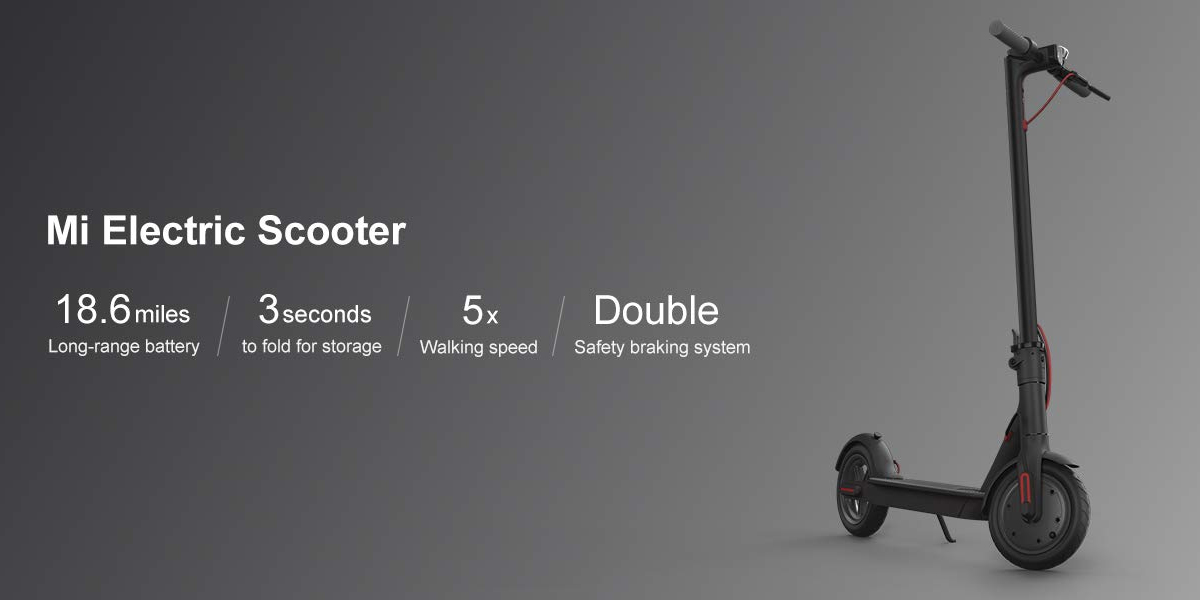 Mi Electric Scooter
18.6 miles
Long-range battery
3 seconds
to fold for storage
5x
Walking speed
Double
Safety braking system